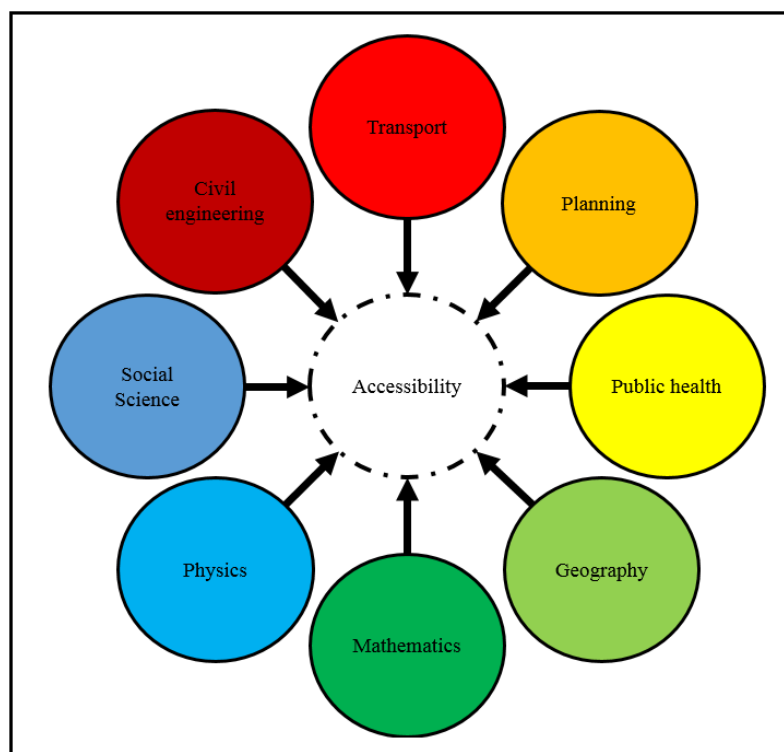 Transport
Civil
engineering
Planning
Social
Science
Accessibility
Public health
Physics
Geography
Mathematics